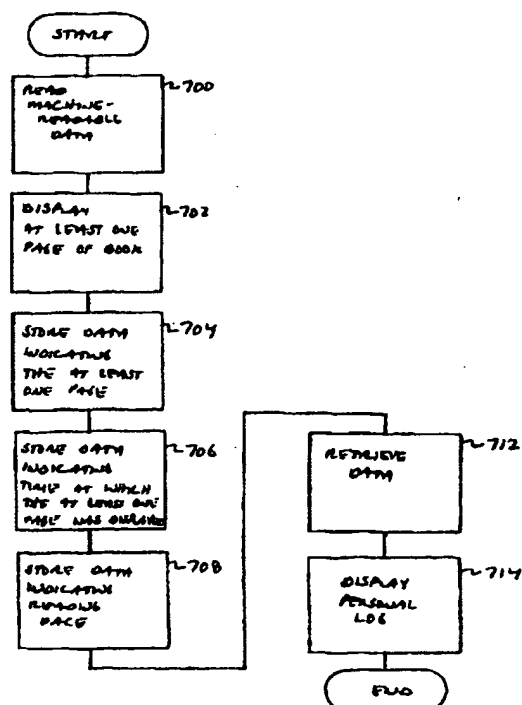 START
READ
MACHINE-
READABLE
DATA
700
DISPLAY
AT LEAST ONE
PAGE OF BOOK
702
STORE DATA
INDICATING
THE AT LEAST
ONE PAGE
704
STORE DATA
INDICATING
TIME AT WHICH
THE AT LEAST ONE
PAGE WAS DISPLAYED
706
STORE DATA
INDICATING
READING
PACE
708
RETRIEVE
DATA
712
DISPLAY
PERSONAL
LOG
714
END